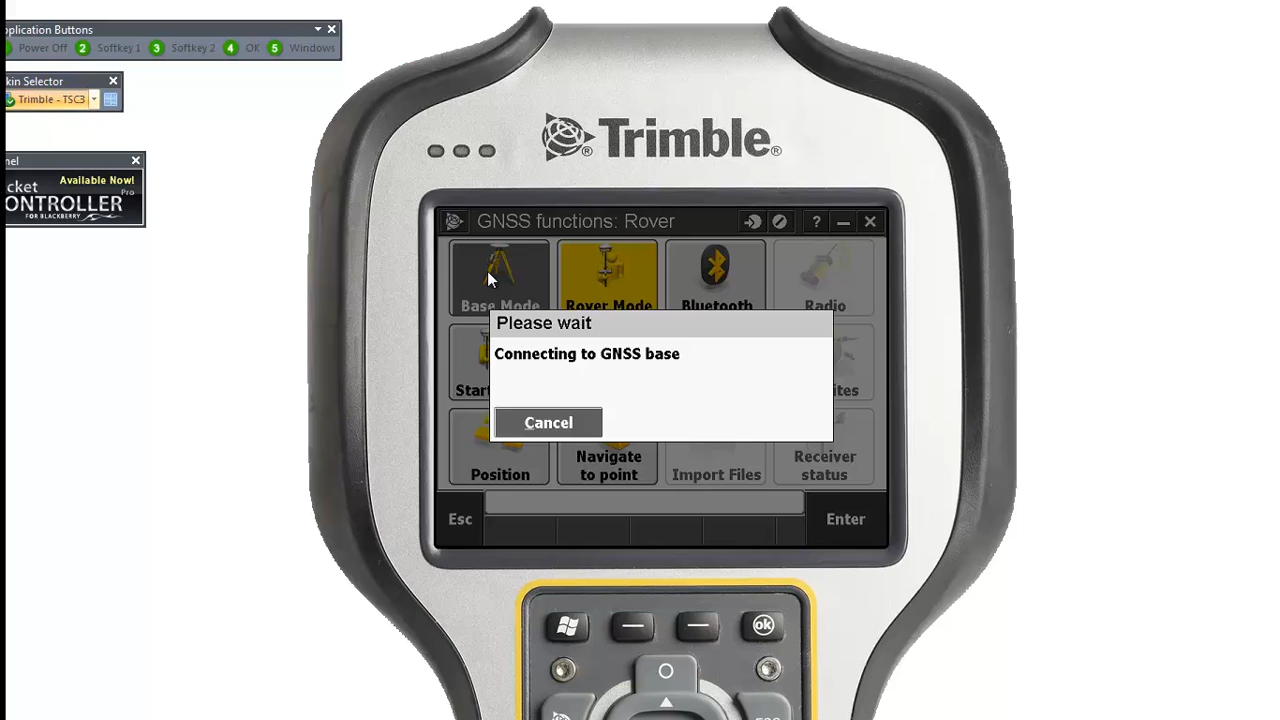 pplication Buttons
Power Off 2 Softkey 1 3 Softkey 2 4 OK 5 Windows
kin Selector
Trimble - TSC3
nel
Available Now!
cket
Pro
ONTROLLER
FOR BLACKBERRY
Trimble
GNSS functions: Rover
?
Base Mode
Rover Mode
Bluetooth
Radio
Please wait
Connecting to GNSS base
Cancel
Start
ites
Position
Navigate
to point
Import Files
Receiver
status
Esc
Enter
ok